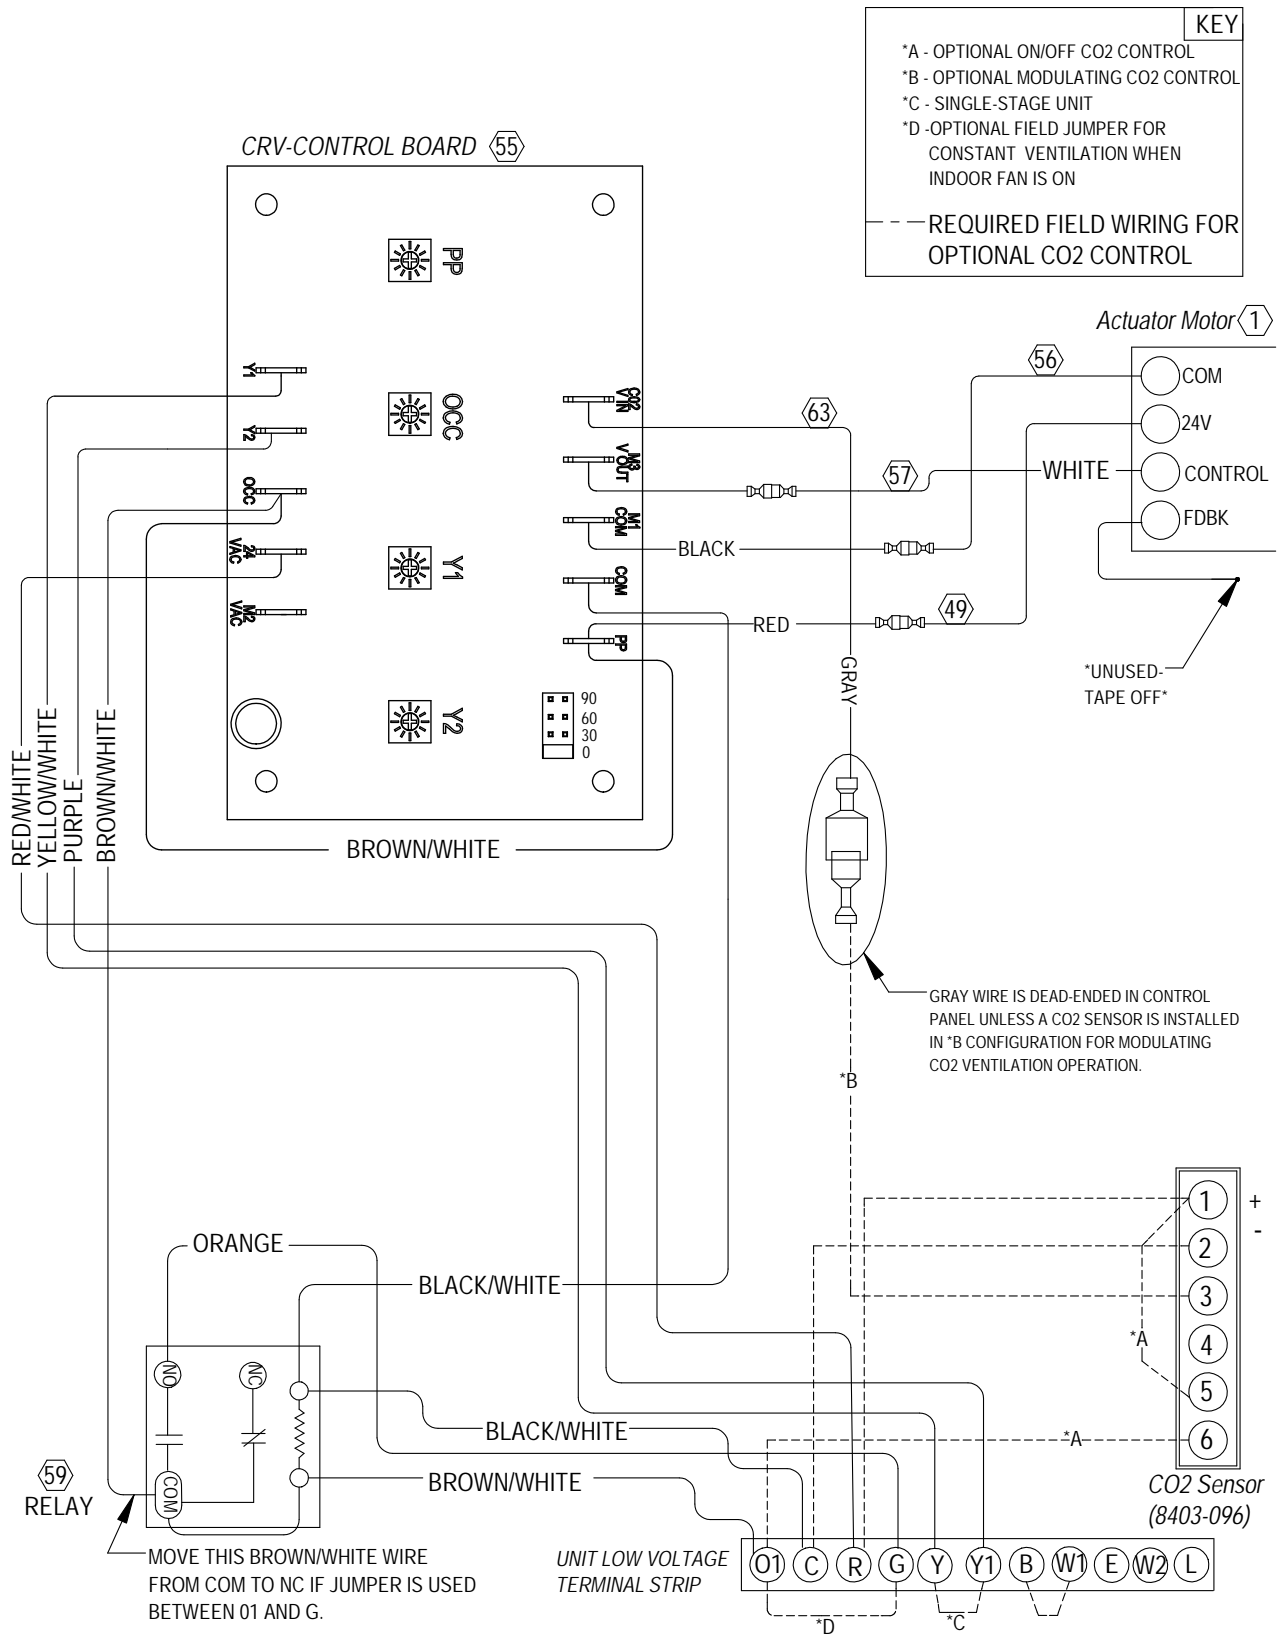 KEY
*A - OPTIONAL ON/OFF CO2 CONTROL
*B - OPTIONAL MODULATING CO2 CONTROL
*C - SINGLE-STAGE UNIT
*D -OPTIONAL FIELD JUMPER FOR
CONSTANT VENTILATION WHEN
INDOOR FAN IS ON
REQUIRED FIELD WIRING FOR
OPTIONAL CO2 CONTROL
CRV-CONTROL BOARD 55
PP
OCC
Y1
Y2
Y1
Y2
OCC
24
VAC
M2
VAC
C02
VIN
M3
V OUT
M1
COM
COM
PP
90
60
30
0
Actuator Motor 1
COM
24V
CONTROL
FDBK
56
63
57
WHITE
BLACK
49
RED
GRAY
*UNUSED-
TAPE OFF*
RED/WHITE
YELLOW/WHITE
PURPLE
BROWN/WHITE
BROWN/WHITE
GRAY WIRE IS DEAD-ENDED IN CONTROL
PANEL UNLESS A CO2 SENSOR IS INSTALLED
IN *B CONFIGURATION FOR MODULATING
CO2 VENTILATION OPERATION.
*B
1 +
-
2
3
4
5
6
*A
*A
CO2 Sensor
(8403-096)
ORANGE
BLACK/WHITE
BLACK/WHITE
BROWN/WHITE
NO
NC
COM
59
RELAY
MOVE THIS BROWN/WHITE WIRE
FROM COM TO NC IF JUMPER IS USED
BETWEEN 01 AND G.
UNIT LOW VOLTAGE
TERMINAL STRIP
O1 C R G Y Y1 B W1 E W2 L
*D
*C